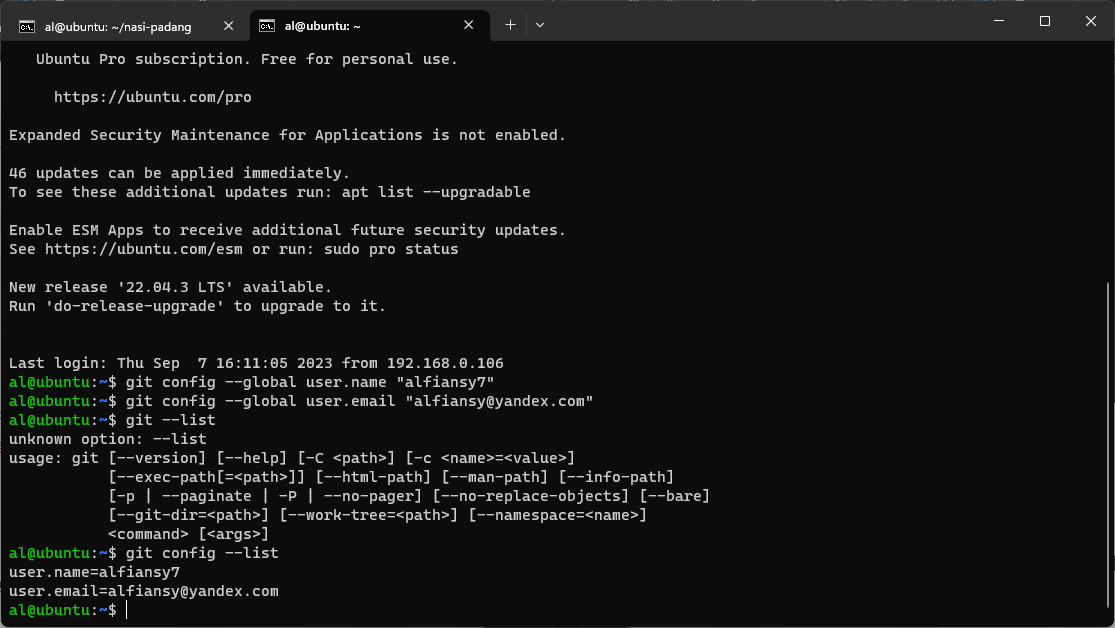 al@ubuntu: ~/nasi-padang
al@ubuntu: ~
Ubuntu Pro subscription. Free for personal use.
https://ubuntu.com/pro
Expanded Security Maintenance for Applications is not enabled.
46 updates can be applied immediately.
To see these additional updates run: apt list --upgradable
Enable ESM Apps to receive additional future security updates.
See https://ubuntu.com/esm or run: sudo pro status
New release '22.04.3 LTS' available.
Run 'do-release-upgrade' to upgrade to it.
Last login: Thu Sep  7 16:11:05 2023 from 192.168.0.106
al@ubuntu:~$ git config --global user.name "alfiansy7"
al@ubuntu:~$ git config --global user.email "alfiansy@yandex.com"
al@ubuntu:~$ git --list
unknown option: --list
usage: git [--version] [--help] [-C <path>] [-c <name>=<value>]
[--exec-path[=<path>]] [--html-path] [--man-path] [--info-path]
[-p | --paginate | -P | --no-pager] [--no-replace-objects] [--bare]
[--git-dir=<path>] [--work-tree=<path>] [--namespace=<name>]
<command> [<args>]
al@ubuntu:~$ git config --list
user.name=alfiansy7
user.email=alfiansy@yandex.com
al@ubuntu:~$